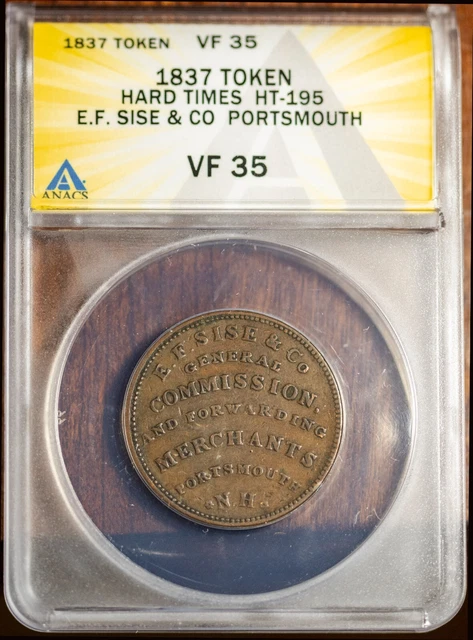 1837 TOKEN VF 35
1837 TOKEN
HARD TIMES HT-195
E.F. SISE & CO PORTSMOUTH
VF 35
ANACS
E. F. SISE & CO
GENERAL
COMMISSION,
AND FORWARDING
MERCHANTS
PORTSMOUTH
N.H.